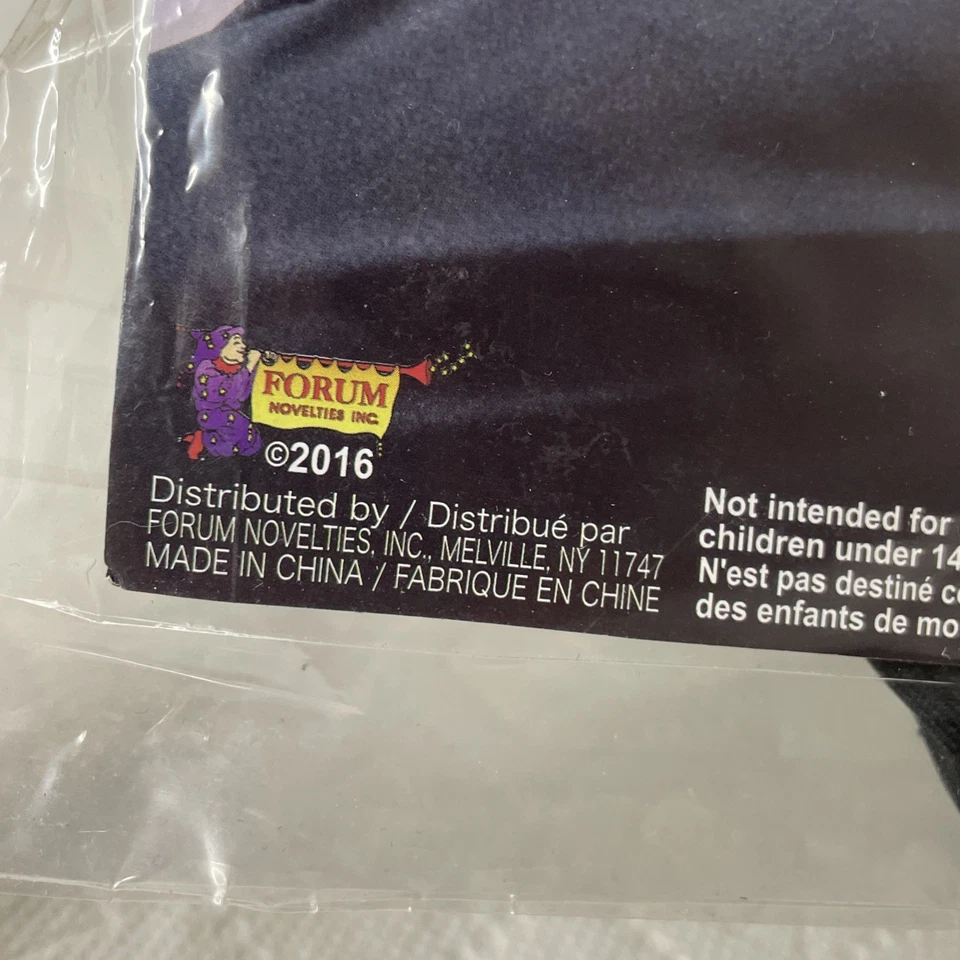 FORUM
NOVELTIES INC.
©2016
Distributed by / Distribué par
FORUM NOVELTIES, INC., MELVILLE, NY 11747
MADE IN CHINA / FABRIQUE EN CHINE
Not intended for
children under 14
N'est pas destiné
des enfants de